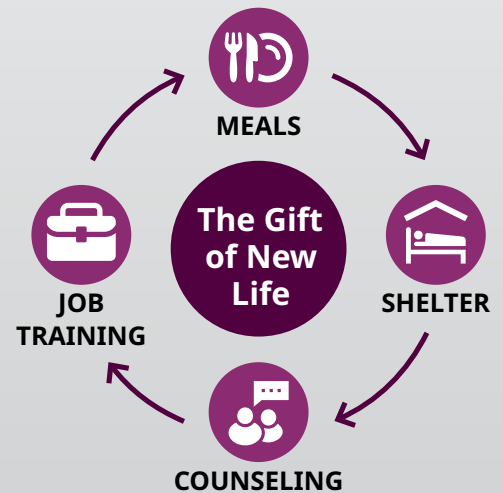 MEALS
The Gift
of New
Life
SHELTER
JOB
TRAINING
COUNSELING